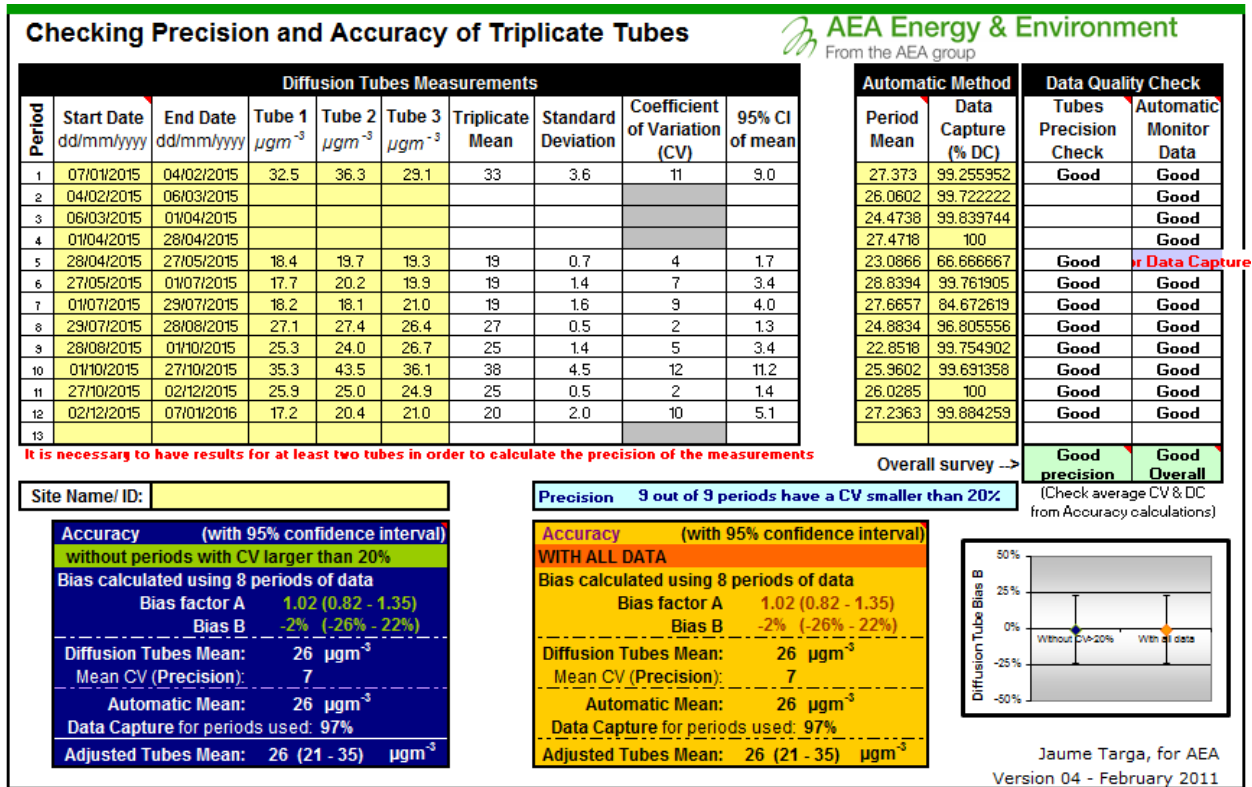 Checking Precision and Accuracy of Triplicate Tubes
AEA Energy & Environment
From the AEA group
Diffusion Tubes Measurements
Automatic Method
Data Quality Check
Period
Start Date dd/mm/yyyy
End Date dd/mm/yyyy
Tube 1 µgm⁻³
Tube 2 µgm⁻³
Tube 3 µgm⁻³
Triplicate Mean
Standard Deviation
Coefficient of Variation (CV)
95% CI of mean
Period Mean
Data Capture (% DC)
Tubes Precision Check
Automatic Monitor Data
1 07/01/2015 04/02/2015 32.5 36.3 29.1 33 3.6 11 9.0 27.373 99.255952 Good Good
2 04/02/2015 06/03/2015 26.0602 99.722222 Good
3 06/03/2015 01/04/2015 24.4738 99.839744 Good
4 01/04/2015 28/04/2015 27.4718 100 Good
5 28/04/2015 27/05/2015 18.4 19.7 19.3 19 0.7 4 1.7 23.0866 66.666667 Good or Data Capture
6 27/05/2015 01/07/2015 17.7 20.2 19.9 19 1.4 7 3.4 28.8394 99.761905 Good Good
7 01/07/2015 29/07/2015 18.2 18.1 21.0 19 1.6 9 4.0 27.6657 84.672619 Good Good
8 29/07/2015 28/08/2015 27.1 27.4 26.4 27 0.5 2 1.3 24.8834 96.805556 Good Good
9 28/08/2015 01/10/2015 25.3 24.0 26.7 25 1.4 5 3.4 22.8518 99.754902 Good Good
10 01/10/2015 27/10/2015 35.3 43.5 36.1 38 4.5 12 11.2 25.9602 99.691358 Good Good
11 27/10/2015 02/12/2015 25.9 25.0 24.9 25 0.5 2 1.4 26.0285 100 Good Good
12 02/12/2015 07/01/2016 17.2 20.4 21.0 20 2.0 10 5.1 27.2363 99.884259 Good Good
13
It is necessary to have results for at least two tubes in order to calculate the precision of the measurements
Overall survey -->
Good precision
Good Overall
Site Name/ ID:
Precision 9 out of 9 periods have a CV smaller than 20%
(Check average CV & DC
from Accuracy calculations)
Accuracy (with 95% confidence interval)
without periods with CV larger than 20%
Bias calculated using 8 periods of data
Bias factor A 1.02 (0.82 - 1.35)
Bias B -2% (-26% - 22%)
Diffusion Tubes Mean: 26 µgm⁻³
Mean CV (Precision): 7
Automatic Mean: 26 µgm⁻³
Data Capture for periods used: 97%
Adjusted Tubes Mean: 26 (21 - 35) µgm⁻³
Accuracy (with 95% confidence interval)
WITH ALL DATA
Bias calculated using 8 periods of data
Bias factor A 1.02 (0.82 - 1.35)
Bias B -2% (-26% - 22%)
Diffusion Tubes Mean: 26 µgm⁻³
Mean CV (Precision): 7
Automatic Mean: 26 µgm⁻³
Data Capture for periods used: 97%
Adjusted Tubes Mean: 26 (21 - 35) µgm⁻³
Diffusion Tube Bias B
50%
25%
0%
-25%
-50%
Without CV>20%
With all data
Jaume Targa, for AEA
Version 04 - February 2011